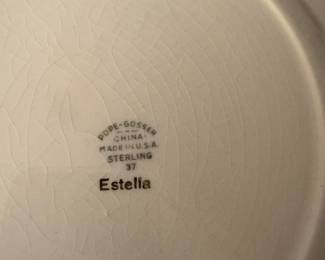 POPE-GOSSER
CHINA
MADE IN U.S.A.
STERLING
37
Estella